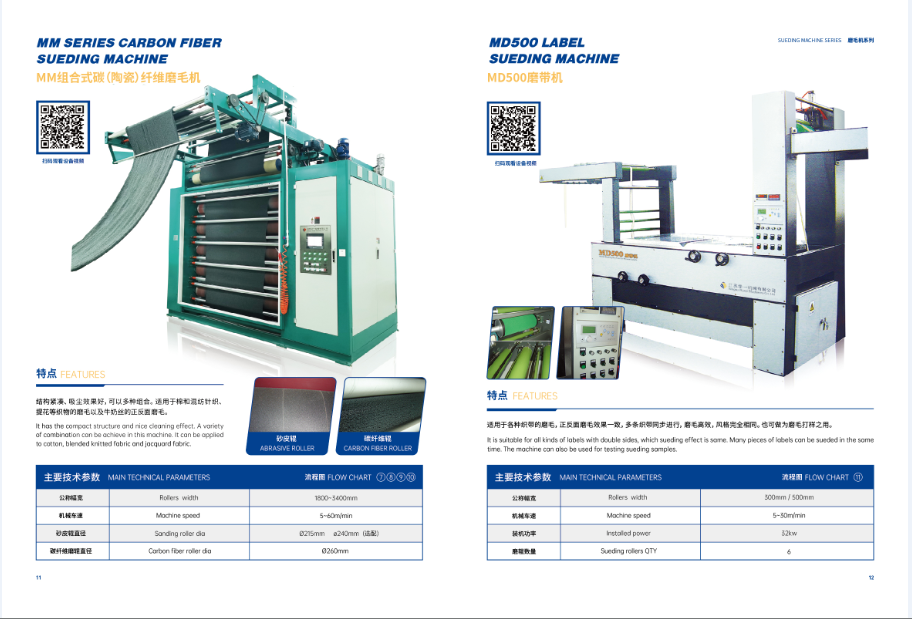 MM SERIES CARBON FIBER
SUEDING MACHINE
MM组合式碳（陶瓷）纤维磨毛机
扫码观看设备视频
特点 FEATURES
结构紧凑、吸尘效果好，可以多种组合。适用于棉和混纺针织、
提花等织物的磨毛以及牛奶丝的正反面磨毛。
It has the compact structure and nice cleaning effect. A variety
of combination can be achieve in this machine. It can be applied
to cotton, blended knitted fabric and jacquard fabric.
砂皮辊
ABRASIVE ROLLER
碳纤维辊
CARBON FIBER ROLLER
主要技术参数 MAIN TECHNICAL PARAMETERS 流程图 FLOW CHART ⑦⑧⑨⑩
公称幅宽 Rollers width 1800~3400mm
机械车速 Machine speed 5~60m/min
砂皮辊直径 Sanding roller dia Ø215mm ø240mm（选配）
碳纤维磨辊直径 Carbon fiber roller dia Ø260mm
11
SUEDING MACHINE SERIES 磨毛机系列
MD500 LABEL
SUEDING MACHINE
MD500磨带机
扫码观看设备视频
MD500
特点 FEATURES
适用于各种织带的磨毛，正反面磨毛效果一致。多条织带同步进行，磨毛高效，风格完全相同。也可做为磨毛打样之用。
It is suitable for all kinds of labels with double sides, which sueding effect is same. Many pieces of labels can be sueded in the same
time. The machine can also be used for testing sueding samples.
主要技术参数 MAIN TECHNICAL PARAMETERS 流程图 FLOW CHART ⑪
公称幅宽 Rollers width 300mm / 500mm
机械车速 Machine speed 5~30m/min
装机功率 Installed power 32kw
磨辊数量 Sueding rollers QTY 6
12